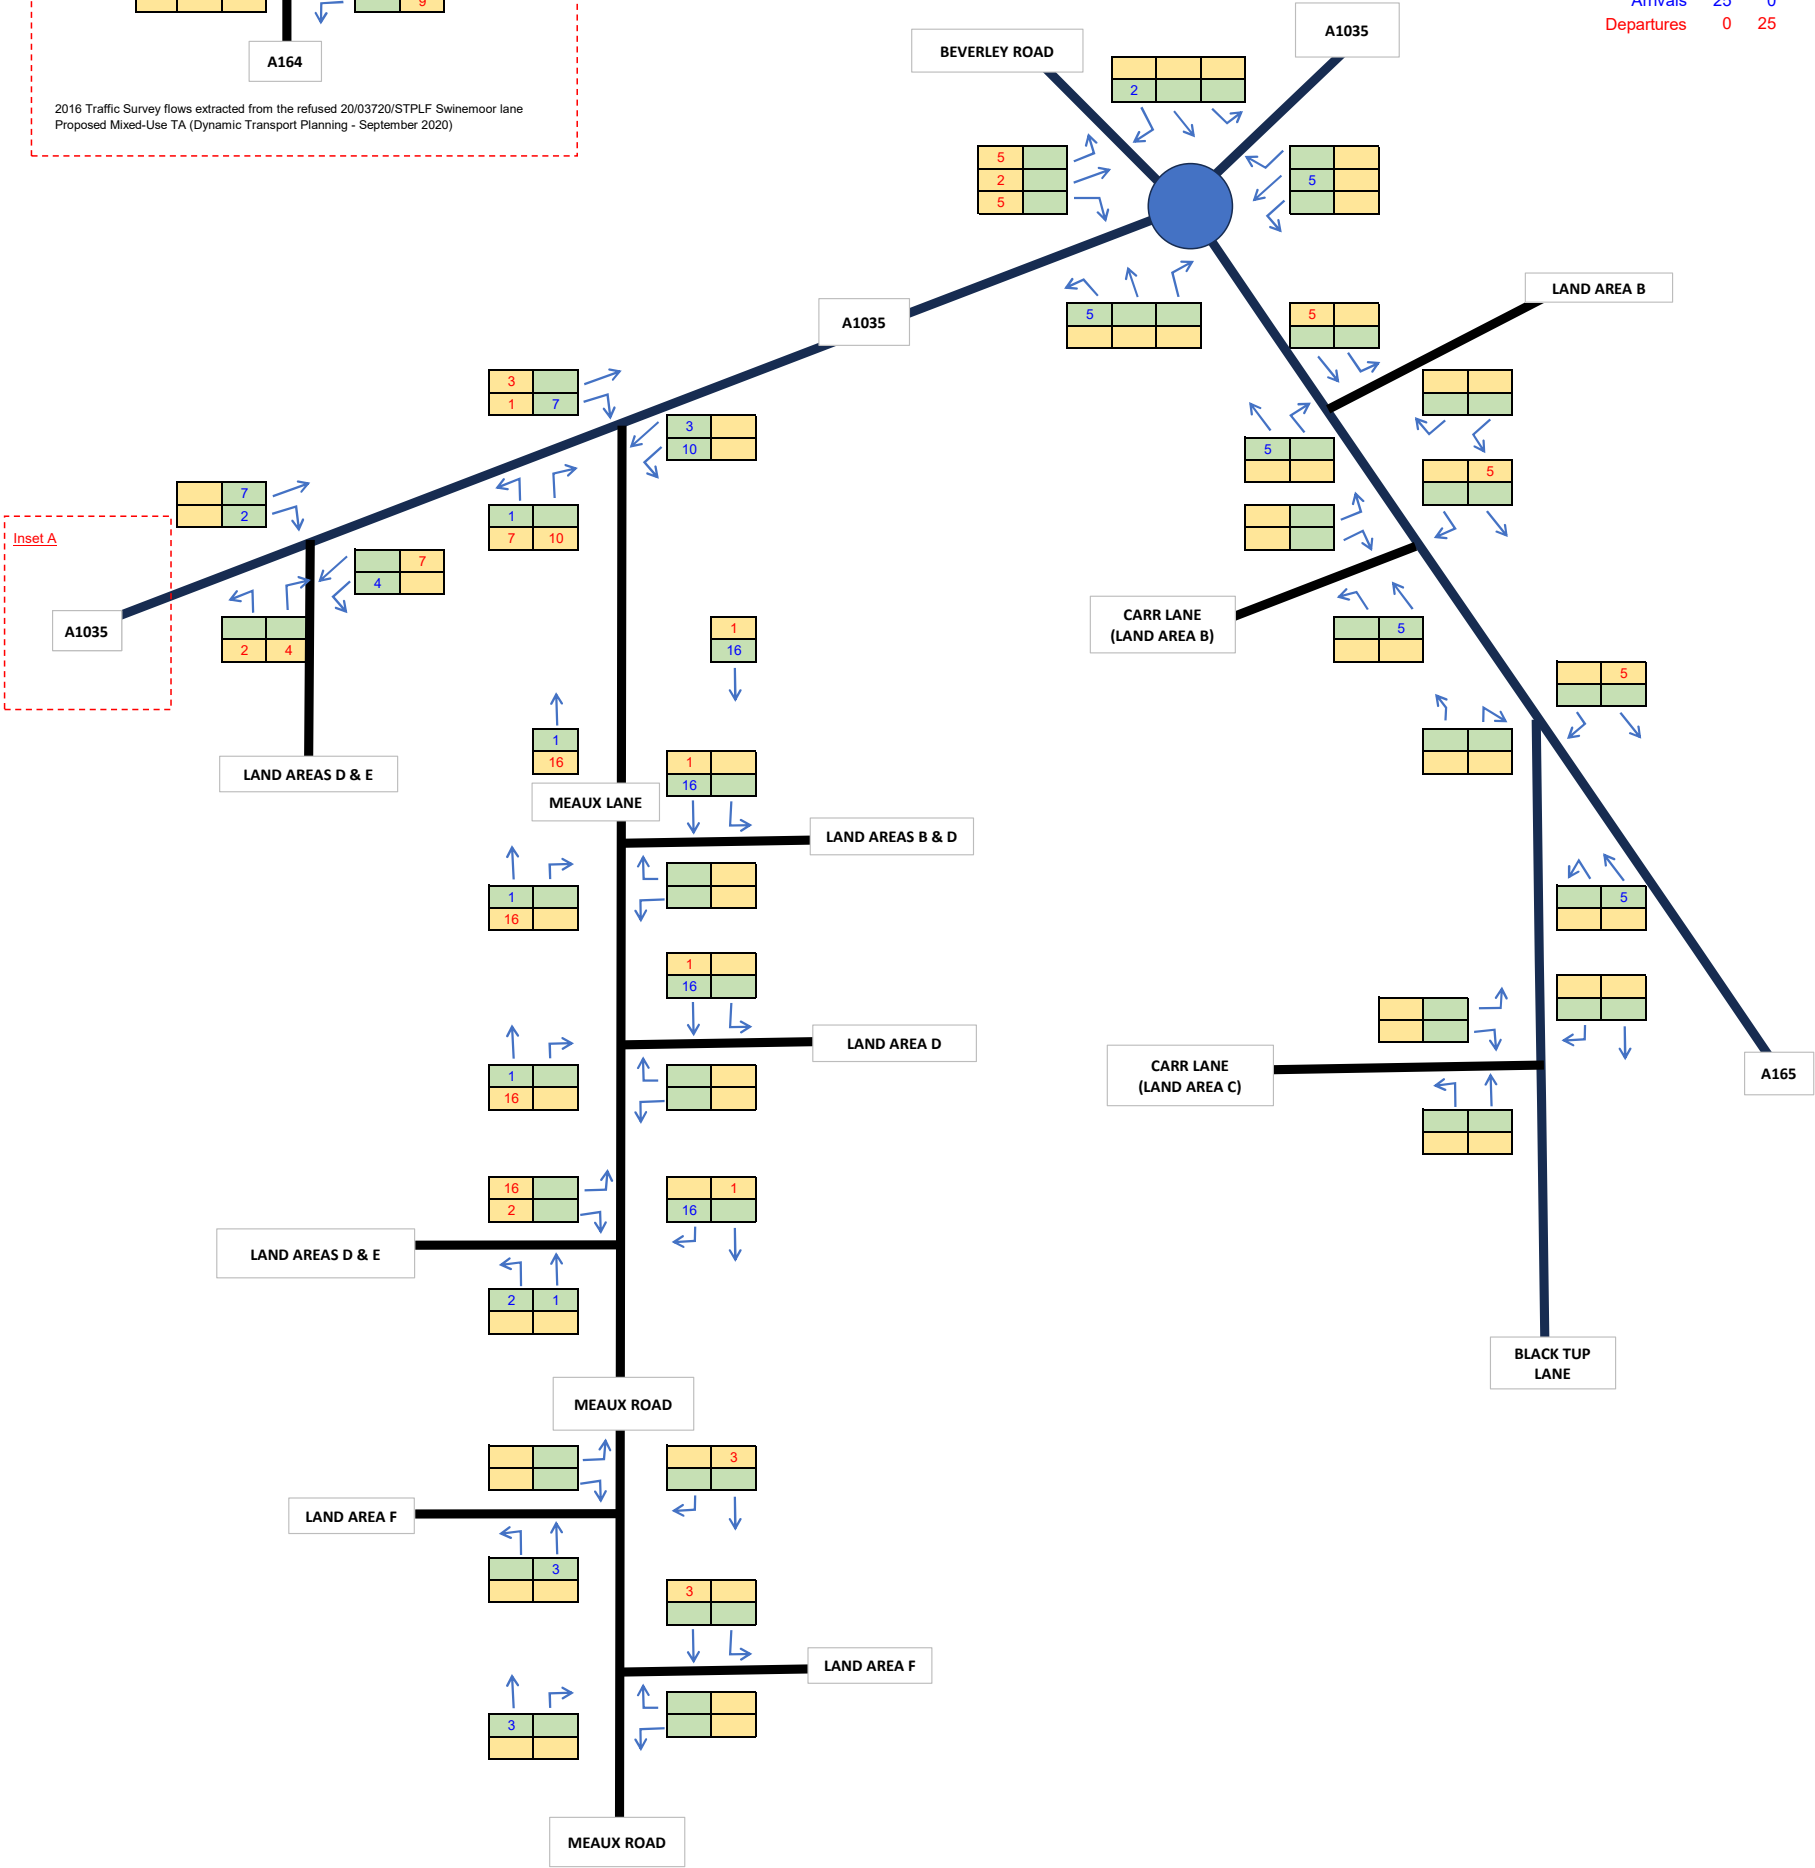 9
Arrivals 25 0
Departures 0 25
A164
2016 Traffic Survey flows extracted from the refused 20/03720/STPLF Swinemoor lane
Proposed Mixed-Use TA (Dynamic Transport Planning - September 2020)
BEVERLEY ROAD
A1035
2
5
2
5
5
A1035
5
LAND AREA B
5
3
1 7
3
10
5
5
7
2
1
7 10
Inset A
A1035
7
4
2 4
CARR LANE
(LAND AREA B)
5
1
16
5
1
16
LAND AREAS D & E
MEAUX LANE
1
16
LAND AREAS B & D
1
16
5
1
16
LAND AREA D
1
16
CARR LANE
(LAND AREA C)
A165
16
2
1
16
LAND AREAS D & E
2 1
BLACK TUP
LANE
MEAUX ROAD
3
LAND AREA F
3
3
LAND AREA F
3
MEAUX ROAD